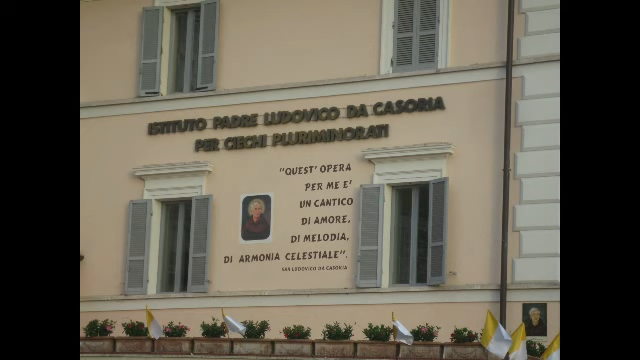 ISTITUTO PADRE LUDOVICO DA CASORIA
PER CIECHI PLURIMINORATI
"QUEST' OPERA
PER ME E'
UN CANTICO
DI AMORE,
DI MELODIA,
DI ARMONIA CELESTIALE".
SAN LUDOVICO DA CASORIA